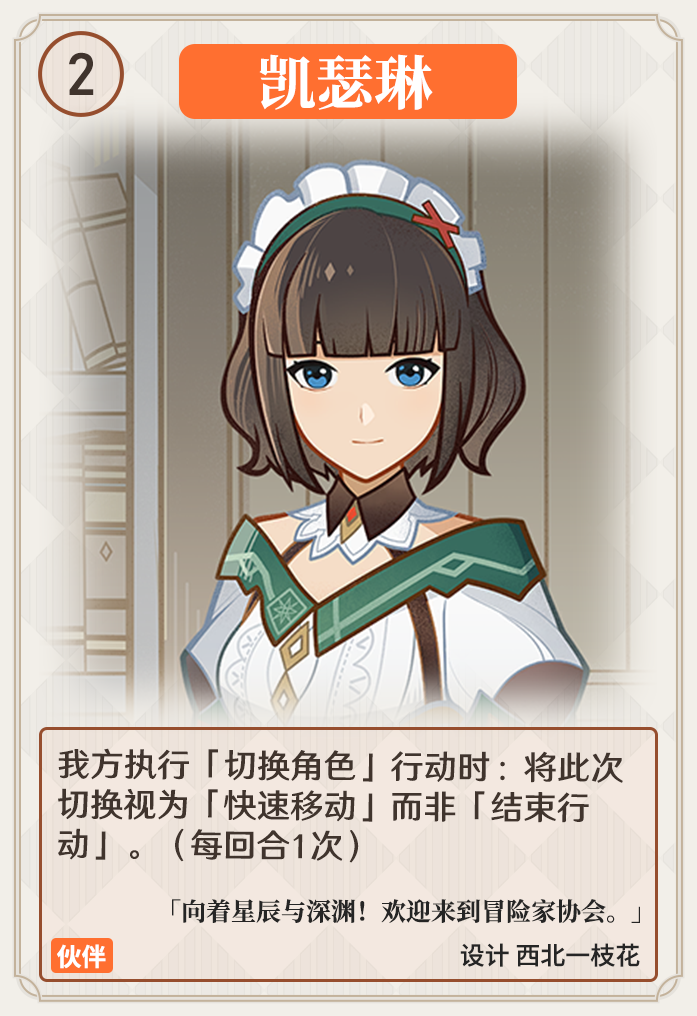 2
凯瑟琳
我方执行「切换角色」行动时：将此次
切换视为「快速移动」而非「结束行
动」。（每回合1次）
「向着星辰与深渊！欢迎来到冒险家协会。」
伙伴
设计 西北一枝花